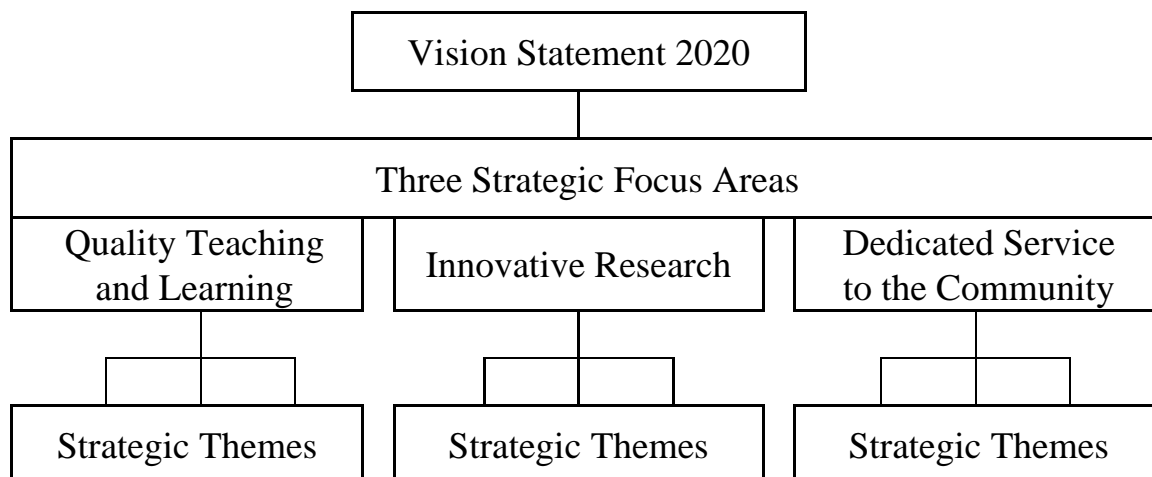 Vision Statement 2020
Three Strategic Focus Areas
Quality Teaching
and Learning
Innovative Research
Dedicated Service
to the Community
Strategic Themes
Strategic Themes
Strategic Themes